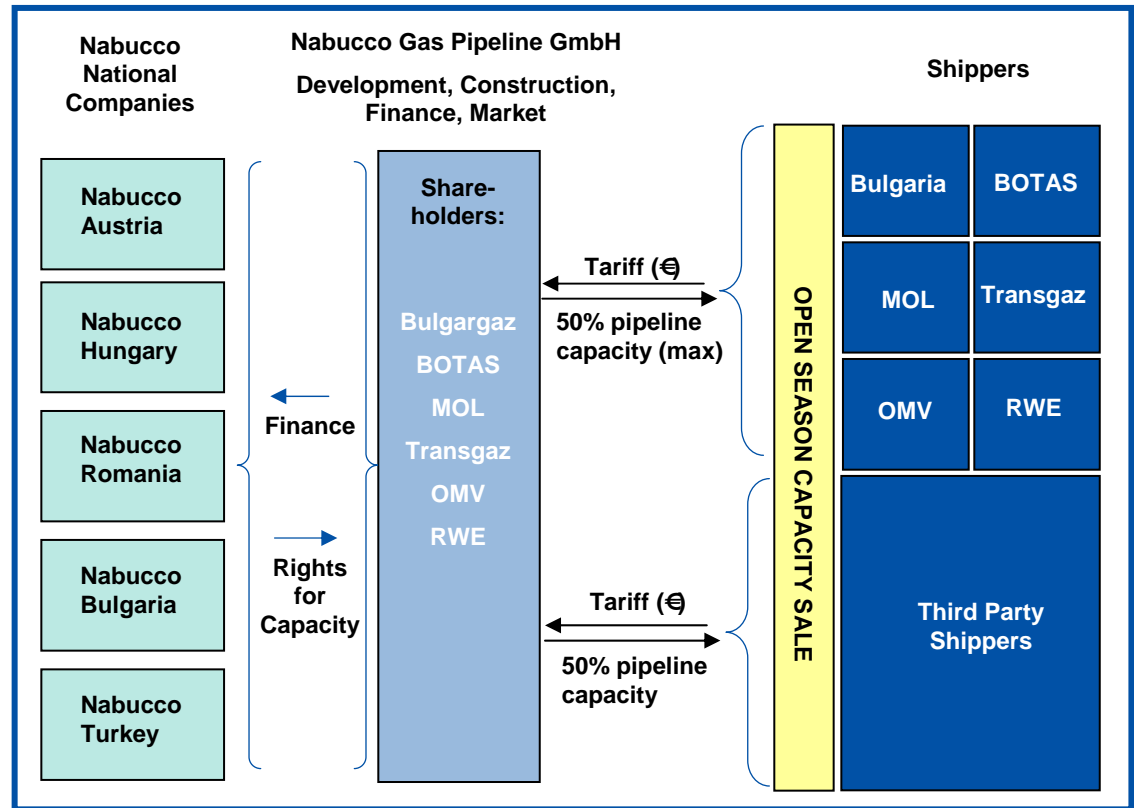 Nabucco
National
Companies
Nabucco Gas Pipeline GmbH
Development, Construction,
Finance, Market
Shippers
Nabucco
Austria
Nabucco
Hungary
Nabucco
Romania
Nabucco
Bulgaria
Nabucco
Turkey
Finance
Rights
for
Capacity
Share-
holders:
Bulgargaz
BOTAS
MOL
Transgaz
OMV
RWE
Tariff (€)
50% pipeline
capacity (max)
Tariff (€)
50% pipeline
capacity
OPEN SEASON CAPACITY SALE
Bulgaria
BOTAS
MOL
Transgaz
OMV
RWE
Third Party
Shippers